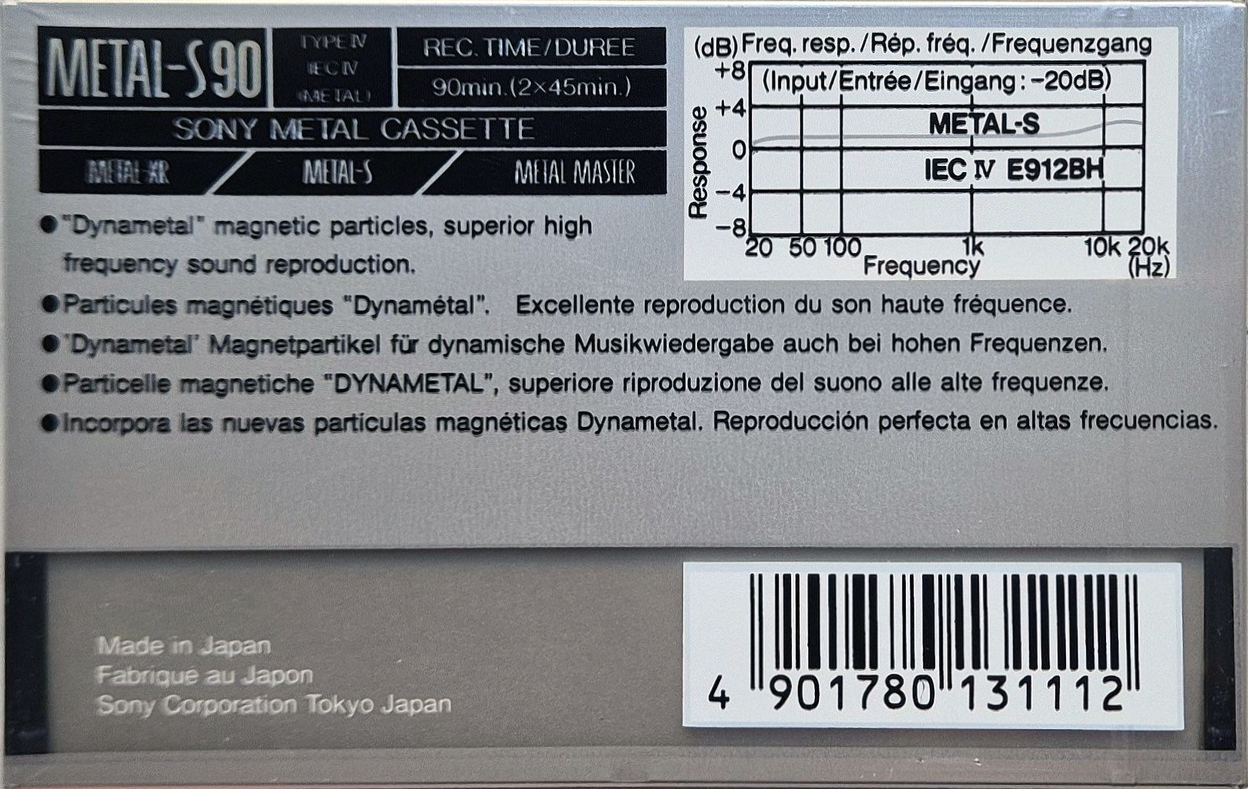 METAL-S 90
TYPE IV
IEC IV
(METAL)
REC. TIME/DUREE
90min.(2×45min.)
SONY METAL CASSETTE
METAL-XR
METAL-S
METAL MASTER
(dB) Freq. resp./Rép. fréq./Frequenzgang
(Input/Entrée/Eingang: -20dB)
+8
+4
0
-4
-8
Response
METAL-S
IEC IV E912BH
20 50 100 1k 10k 20k
Frequency (Hz)
●"Dynametal" magnetic particles, superior high
frequency sound reproduction.
●Particules magnétiques "Dynamétal". Excellente reproduction du son haute fréquence.
●'Dynametal' Magnetpartikel für dynamische Musikwiedergabe auch bei hohen Frequenzen.
●Particelle magnetiche "DYNAMETAL", superiore riproduzione del suono alle alte frequenze.
●Incorpora las nuevas partículas magnéticas Dynametal. Reproducción perfecta en altas frecuencias.
Made in Japan
Fabriqué au Japon
Sony Corporation Tokyo Japan
4 901780 131112